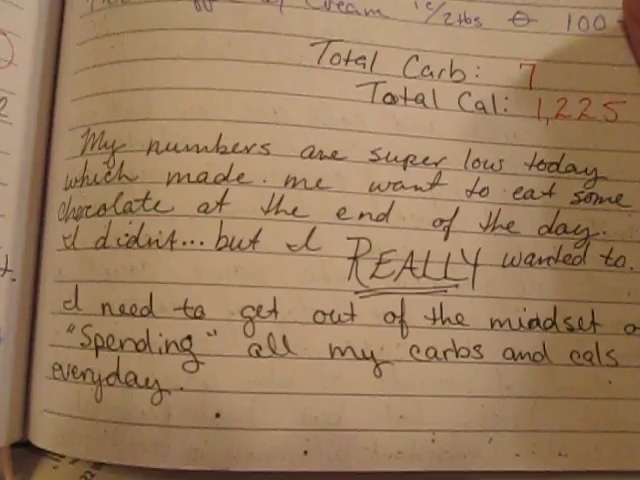 Cream 1c/2tbs ⊖ 100
Total Carb: 7
Total Cal: 1,225
My numbers are super low today
which made me want to eat some
chocolate at the end of the day.
I didn't... but I REALLY wanted to.
I need to get out of the mindset o
"Spending" all my carbs and cals
everyday.